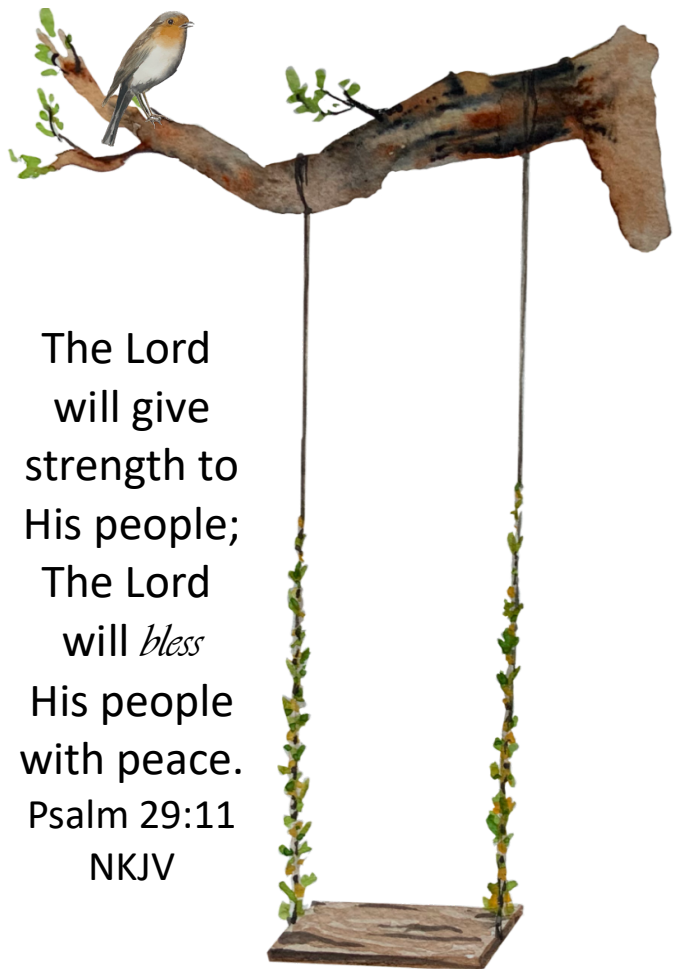 The Lord
will give
strength to
His people;
The Lord
will bless
His people
with peace.
Psalm 29:11
NKJV